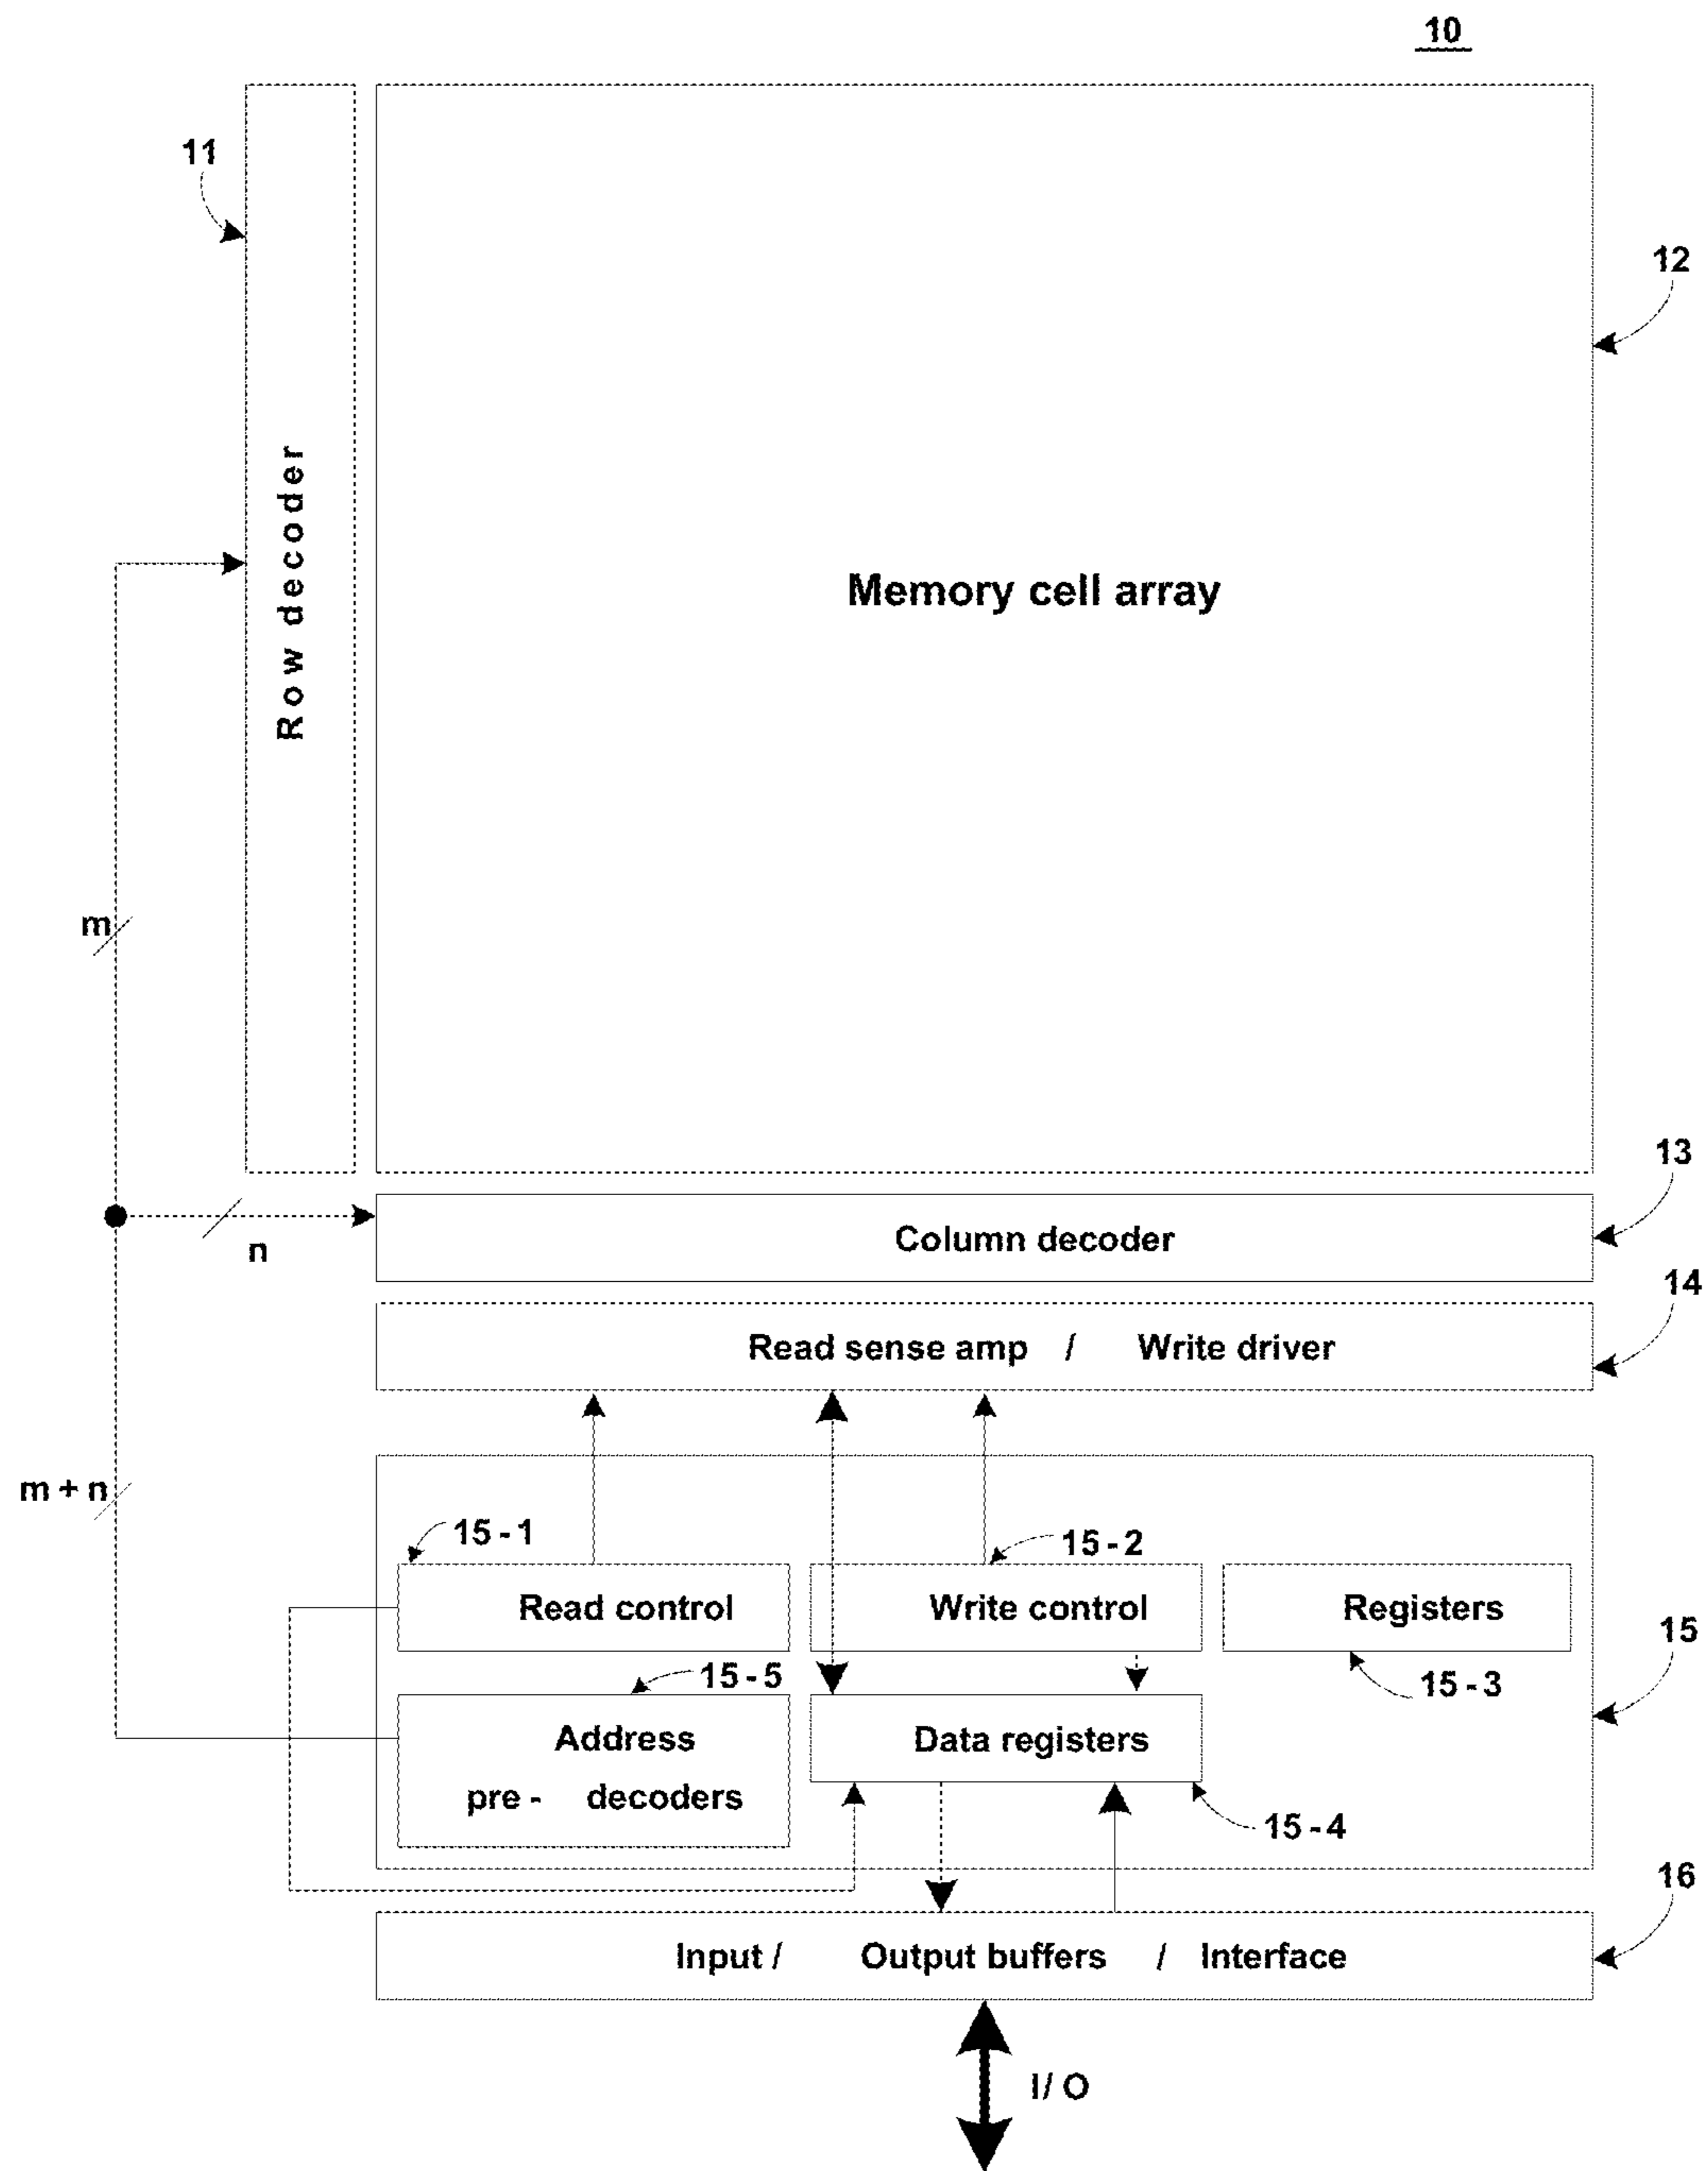 10
11
12
Row decoder
Memory cell array
m
13
n
Column decoder
14
Read sense amp / Write driver
m + n
15 - 1
15 - 2
Read control
Write control
Registers
15
15 - 5
15 - 3
Address
pre - decoders
Data registers
15 - 4
16
Input / Output buffers / Interface
I / O